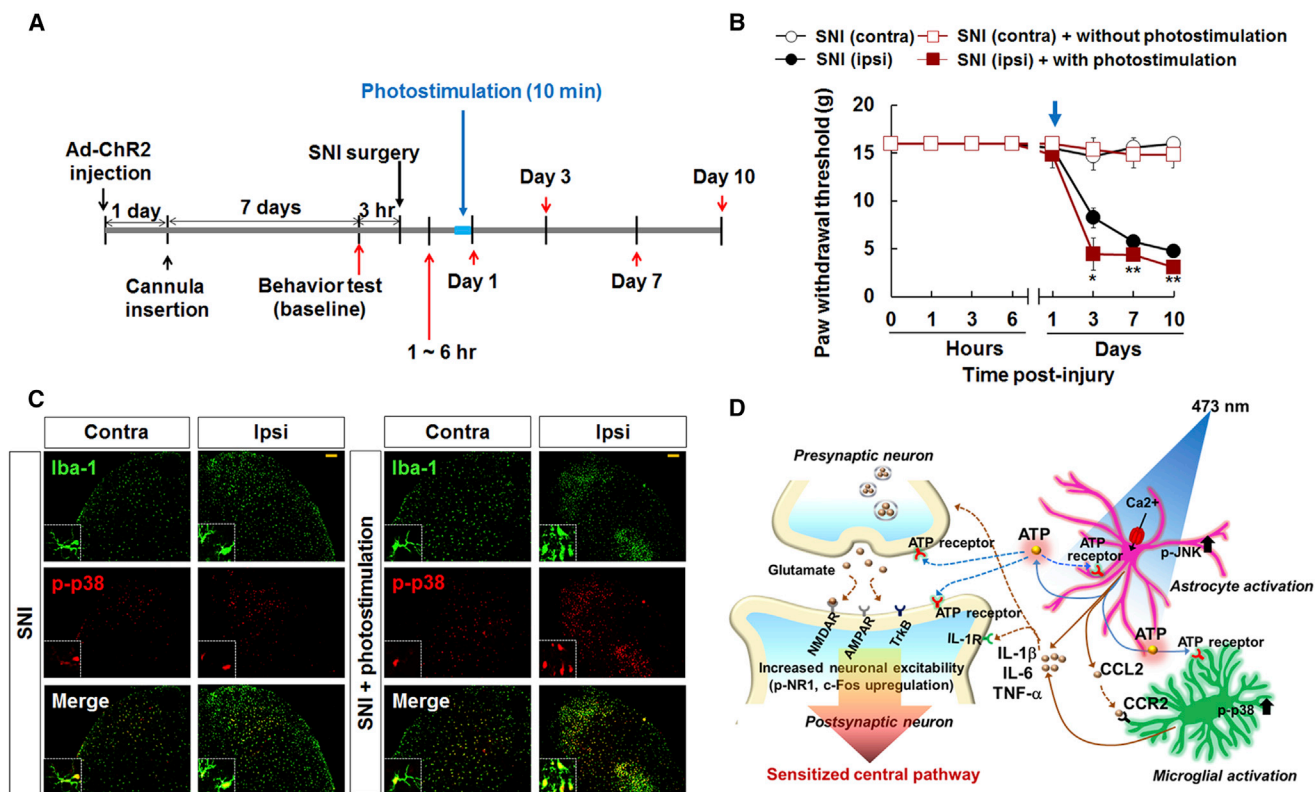 A
Photostimulation (10 min)
Ad-ChR2
injection
SNI surgery
Day 3
Day 10
1 day
7 days
3 hr
Cannula
insertion
Behavior test
(baseline)
Day 1
Day 7
1 ~ 6 hr
B
SNI (contra)
SNI (contra) + without photostimulation
SNI (ipsi)
SNI (ipsi) + with photostimulation
Paw withdrawal threshold (g)
20
15
10
5
0
*
**
**
0 1 3 6 1 3 7 10
Hours
Days
Time post-injury
C
Contra
Ipsi
Contra
Ipsi
SNI
Iba-1
p-p38
Merge
SNI + photostimulation
Iba-1
p-p38
Merge
D
473 nm
Presynaptic neuron
Ca2+
ATP
ATP receptor
ATP
receptor
p-JNK
Glutamate
Astrocyte activation
NMDAR
AMPAR
TrkB
ATP receptor
IL-1R
ATP
ATP receptor
Increased neuronal excitability
(p-NR1, c-Fos upregulation)
IL-1β
IL-6
TNF-α
CCL2
CCR2
p-p38
Postsynaptic neuron
Sensitized central pathway
Microglial activation